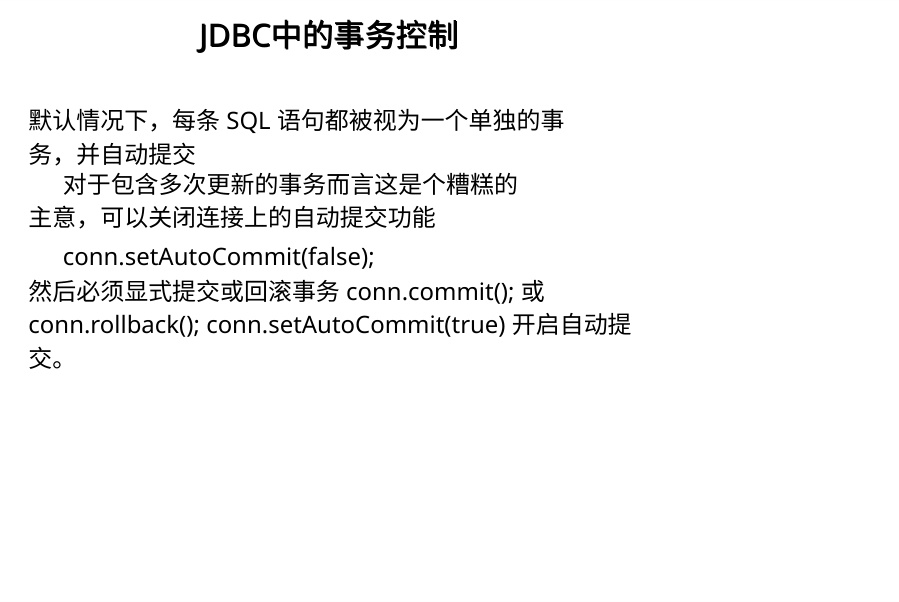 JDBC中的事务控制
默认情况下，每条 SQL 语句都被视为一个单独的事
务，并自动提交
对于包含多次更新的事务而言这是个糟糕的
主意，可以关闭连接上的自动提交功能
conn.setAutoCommit(false);
然后必须显式提交或回滚事务 conn.commit(); 或
conn.rollback(); conn.setAutoCommit(true) 开启自动提
交。